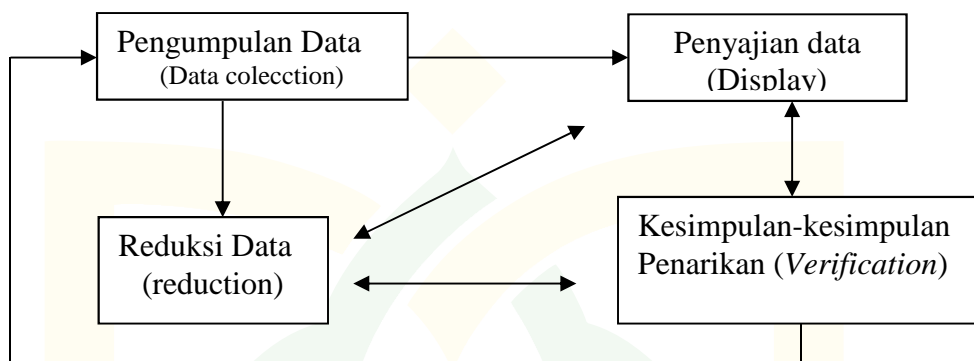 Pengumpulan Data
(Data colecction)
Penyajian data
(Display)
Reduksi Data
(reduction)
Kesimpulan-kesimpulan
Penarikan (Verification)